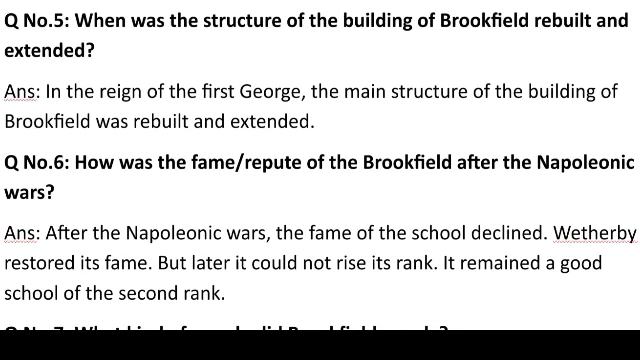 Q No.5: When was the structure of the building of Brookfield rebuilt and
extended?
Ans: In the reign of the first George, the main structure of the building of
Brookfield was rebuilt and extended.
Q No.6: How was the fame/repute of the Brookfield after the Napoleonic
wars?
Ans: After the Napoleonic wars, the fame of the school declined. Wetherby
restored its fame. But later it could not rise its rank. It remained a good
school of the second rank.